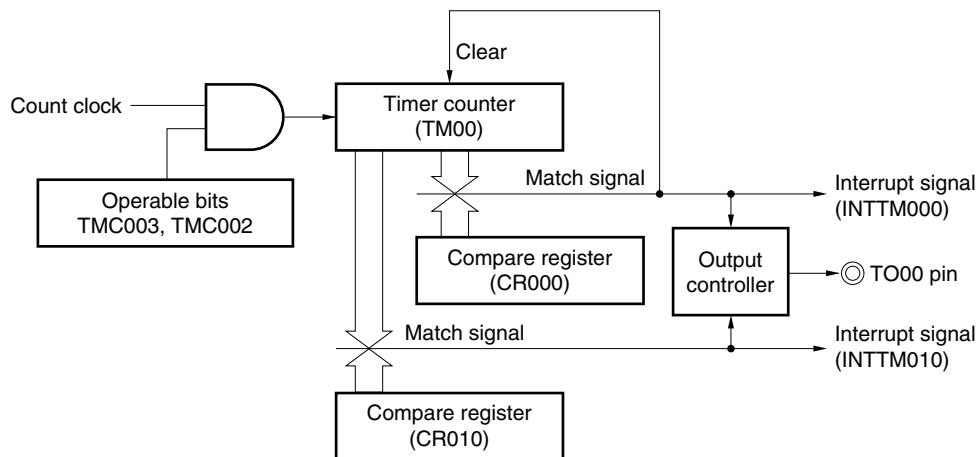 Clear
Count clock
Timer counter
(TM00)
Operable bits
TMC003, TMC002
Match signal
Interrupt signal
(INTTM000)
Compare register
(CR000)
Output
controller
TO00 pin
Match signal
Interrupt signal
(INTTM010)
Compare register
(CR010)